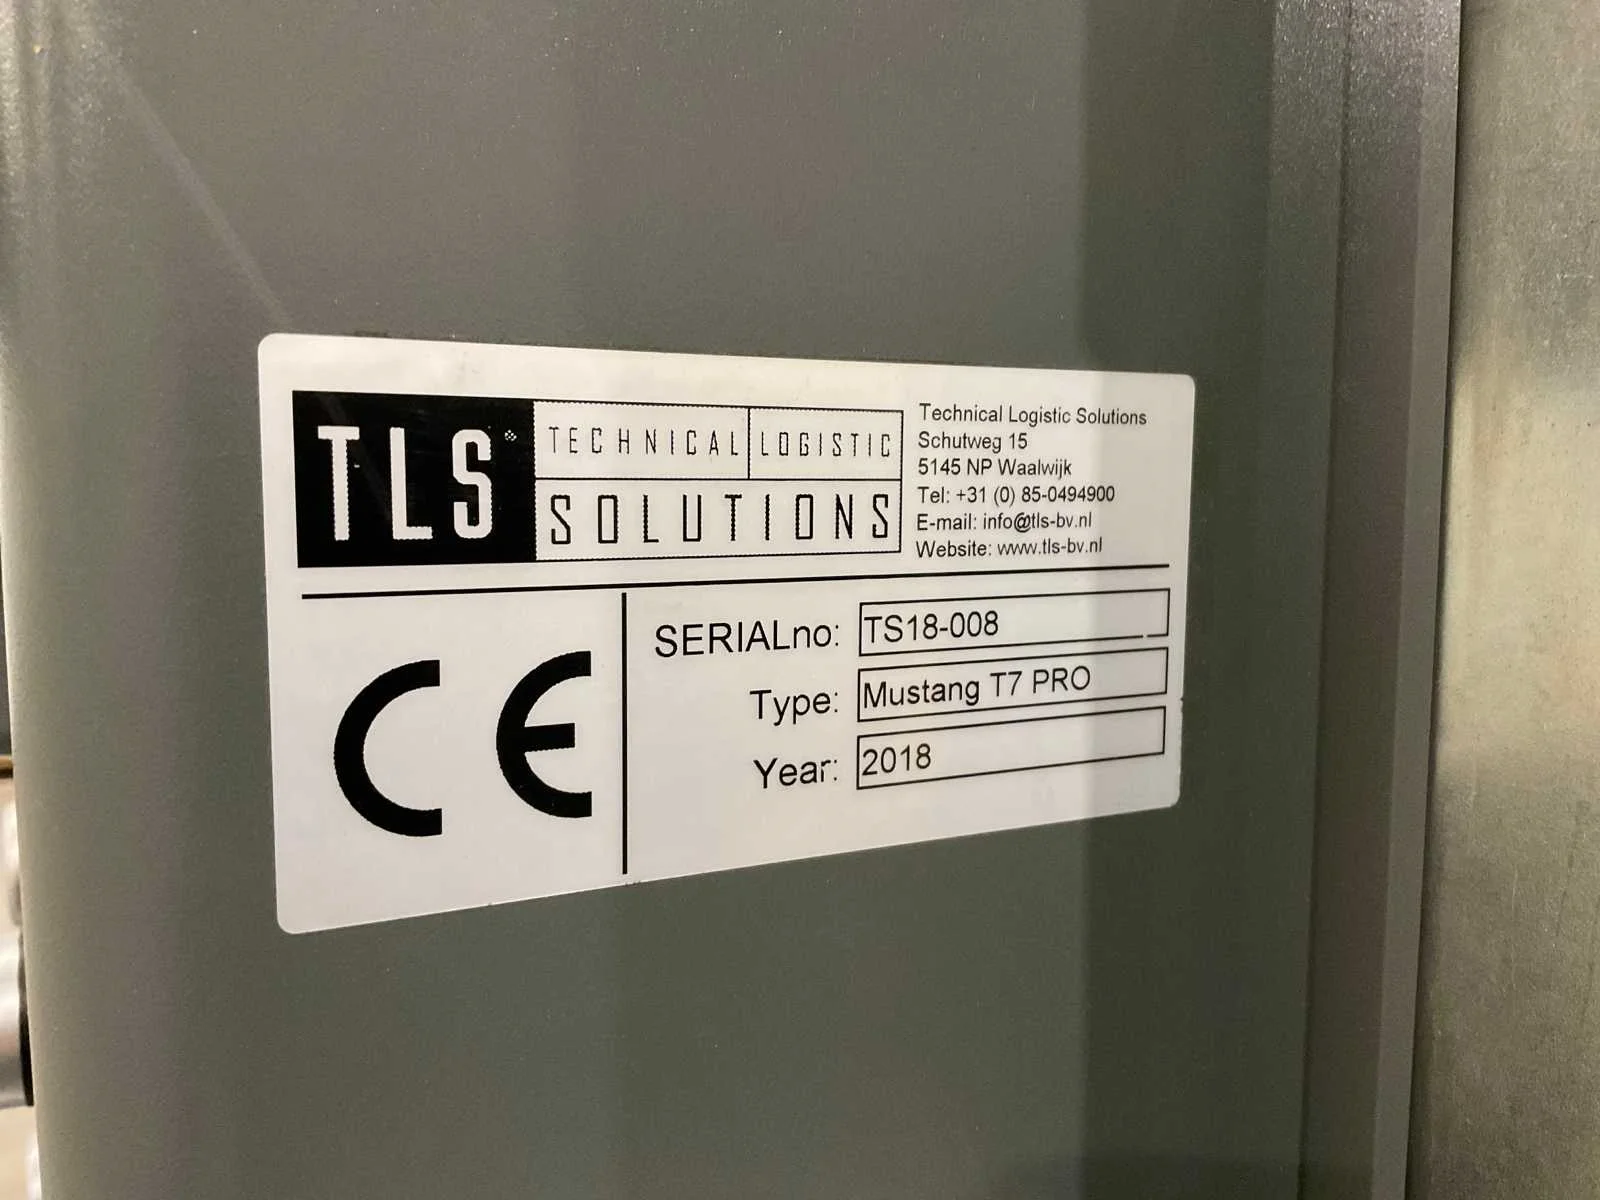 TLS
TECHNICAL LOGISTIC
SOLUTIONS
Technical Logistic Solutions
Schutweg 15
5145 NP Waalwijk
Tel: +31 (0) 85-0494900
E-mail: info@tls-bv.nl
Website: www.tls-bv.nl
CE
SERIALno: TS18-008
Type: Mustang T7 PRO
Year: 2018